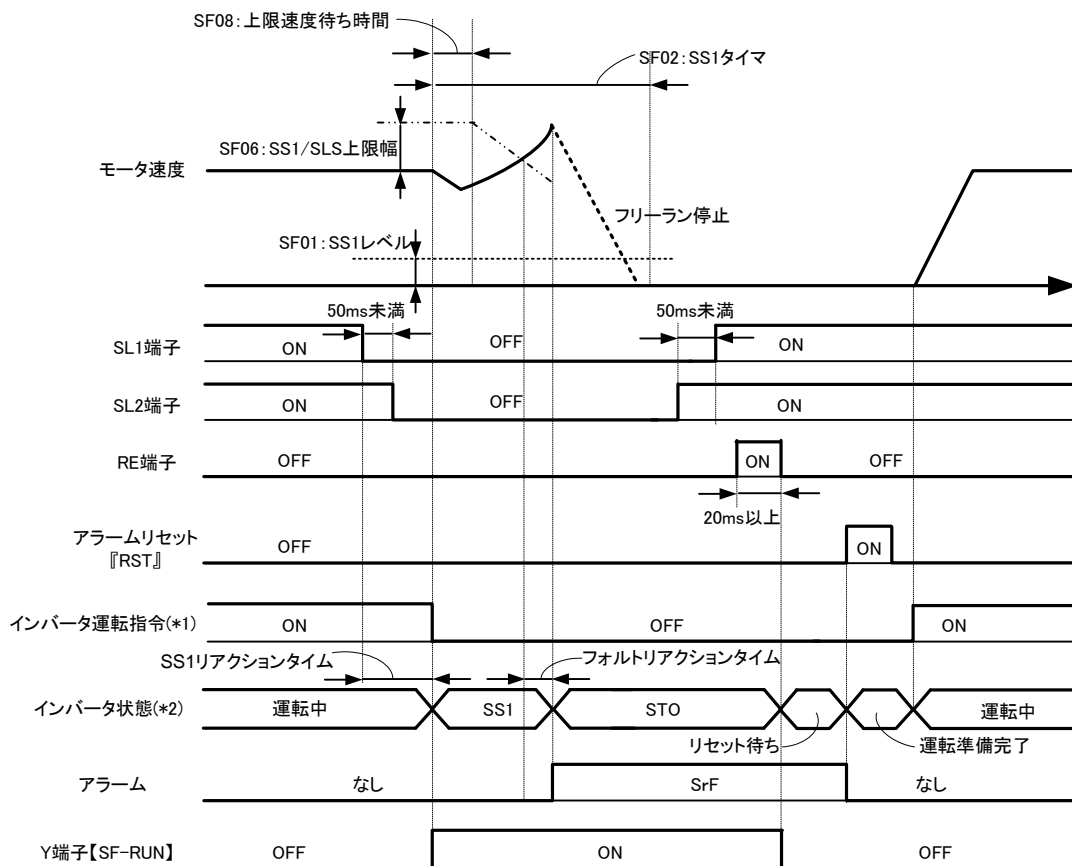 SF08：上限速度待ち時間
SF02：SS1タイマ
SF06：SS1/SLS上限幅
モータ速度
フリーラン停止
SF01：SS1レベル
50ms未満
50ms未満
SL1端子
ON
OFF
ON
SL2端子
ON
OFF
ON
RE端子
OFF
ON
OFF
20ms以上
アラームリセット
『RST』
OFF
ON
インバータ運転指令(*1)
ON
OFF
ON
SS1リアクションタイム
フォルトリアクションタイム
インバータ状態(*2)
運転中
SS1
STO
運転中
リセット待ち
運転準備完了
アラーム
なし
SrF
なし
Y端子【SF-RUN】
OFF
ON
OFF